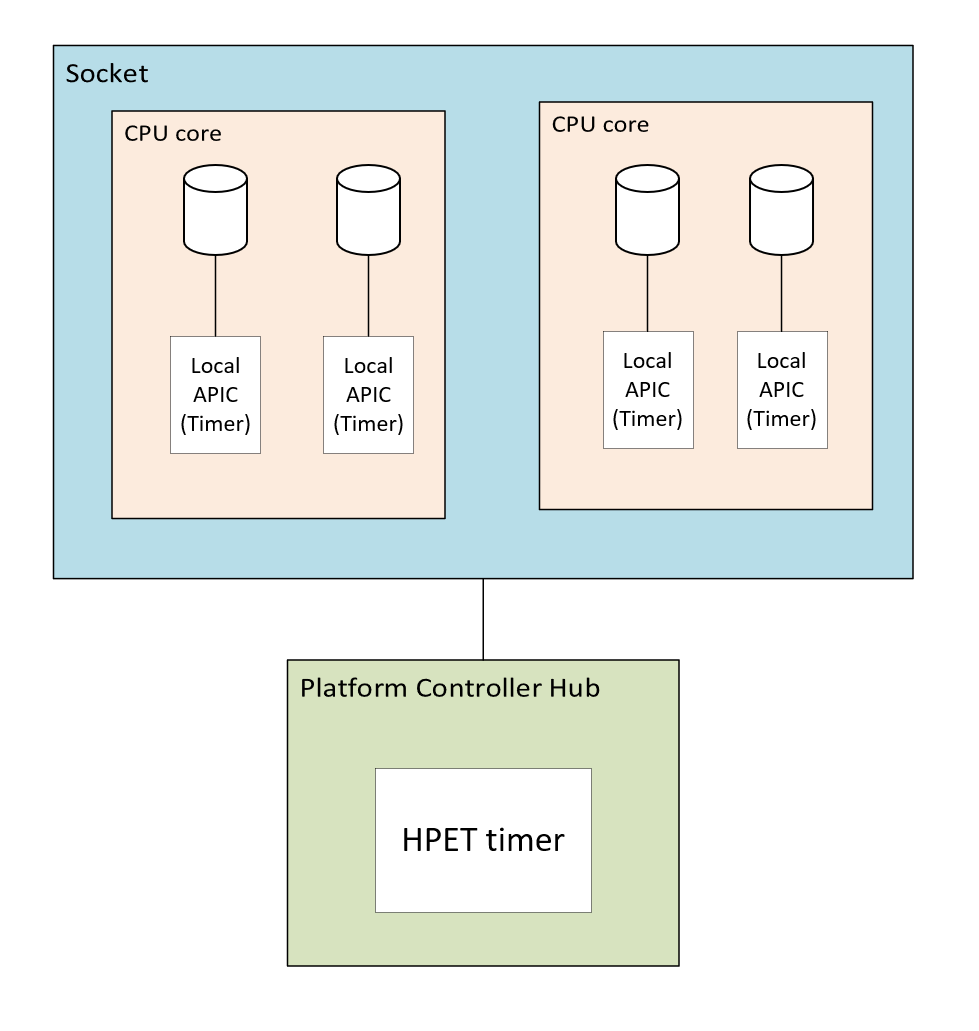 Socket
CPU core
CPU core
Local
APIC
(Timer)
Local
APIC
(Timer)
Local
APIC
(Timer)
Local
APIC
(Timer)
Platform Controller Hub
HPET timer